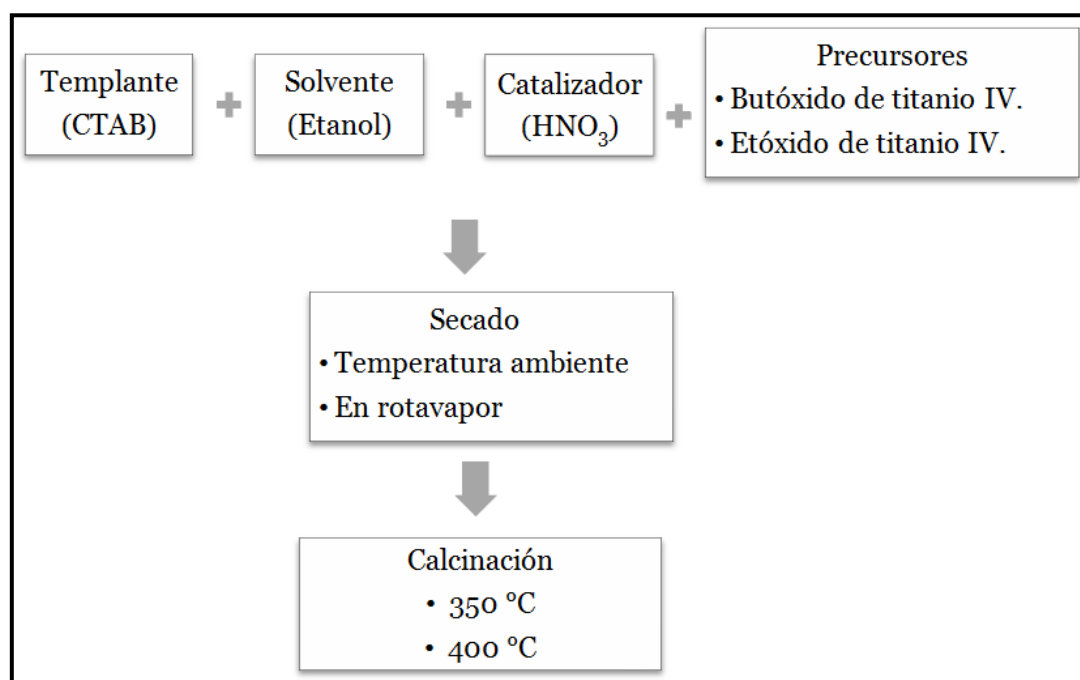 Templante
(CTAB)
Solvente
(Etanol)
Catalizador
(HNO₃)
Precursores
• Butóxido de titanio IV.
• Etóxido de titanio IV.
Secado
• Temperatura ambiente
• En rotavapor
Calcinación
• 350 °C
• 400 °C